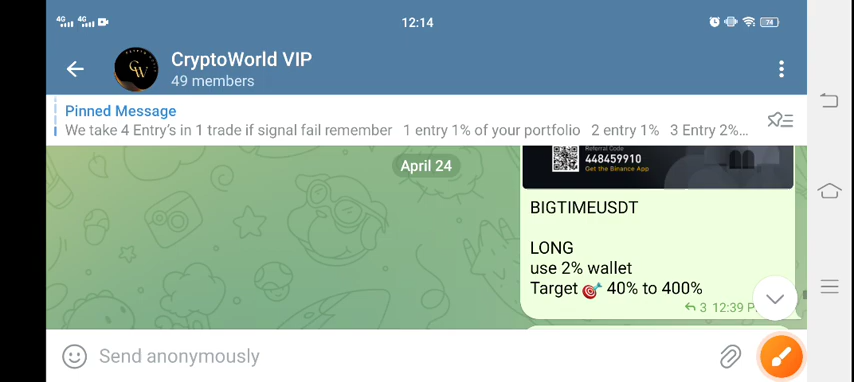 4G 4G
12:14
74
GW
CryptoWorld VIP
49 members
Pinned Message
We take 4 Entry's in 1 trade if signal fail remember 1 entry 1% of your portfolio 2 entry 1% 3 Entry 2%...
April 24
Referral Code
448459910
Get the Binance App
BIGTIMEUSDT
LONG
use 2% wallet
Target 🎯 40% to 400%
3 12:39 P
Send anonymously